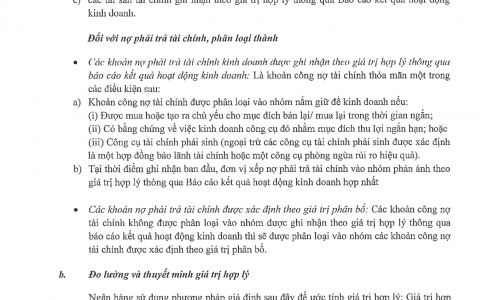 c) các tài sản tài chính ghi nhận theo giá trị hợp lý thông qua Báo cáo kết quả hoạt động
kinh doanh.
Đối với nợ phải trả tài chính, phân loại thành
• Các khoản nợ phải trả tài chính kinh doanh được ghi nhận theo giá trị hợp lý thông qua
báo cáo kết quả hoạt động kinh doanh: Là khoản công nợ tài chính thỏa mãn một trong
các điều kiện sau:
a) Khoản công nợ tài chính được phân loại vào nhóm nắm giữ để kinh doanh nếu:
(i) Được mua hoặc tạo ra chủ yếu cho mục đích bán lại/ mua lại trong thời gian ngắn;
(ii) Có bằng chứng về việc kinh doanh công cụ đó nhằm mục đích thu lợi ngắn hạn; hoặc
(iii) Công cụ tài chính phái sinh (ngoại trừ các công cụ tài chính phái sinh được xác định
là một hợp đồng bảo lãnh tài chính hoặc một công cụ phòng ngừa rủi ro hiệu quả).
b) Tại thời điểm ghi nhận ban đầu, đơn vị xếp nợ phải trả tài chính vào nhóm phản ánh theo
giá trị hợp lý thông qua Báo cáo kết quả hoạt động kinh doanh hợp nhất
• Các khoản nợ phải trả tài chính được xác định theo giá trị phân bổ: Các khoản công nợ
tài chính không được phân loại vào nhóm được ghi nhận theo giá trị hợp lý thông qua
báo cáo kết quả hoạt động kinh doanh thì sẽ được phân loại vào nhóm các khoản công nợ
tài chính được xác định theo giá trị phân bổ.
b. Đo lường và thuyết minh giá trị hợp lý
Ngân hàng sử dụng phương pháp giả định sau đây để ước tính giá trị hợp lý: Giá trị hợp